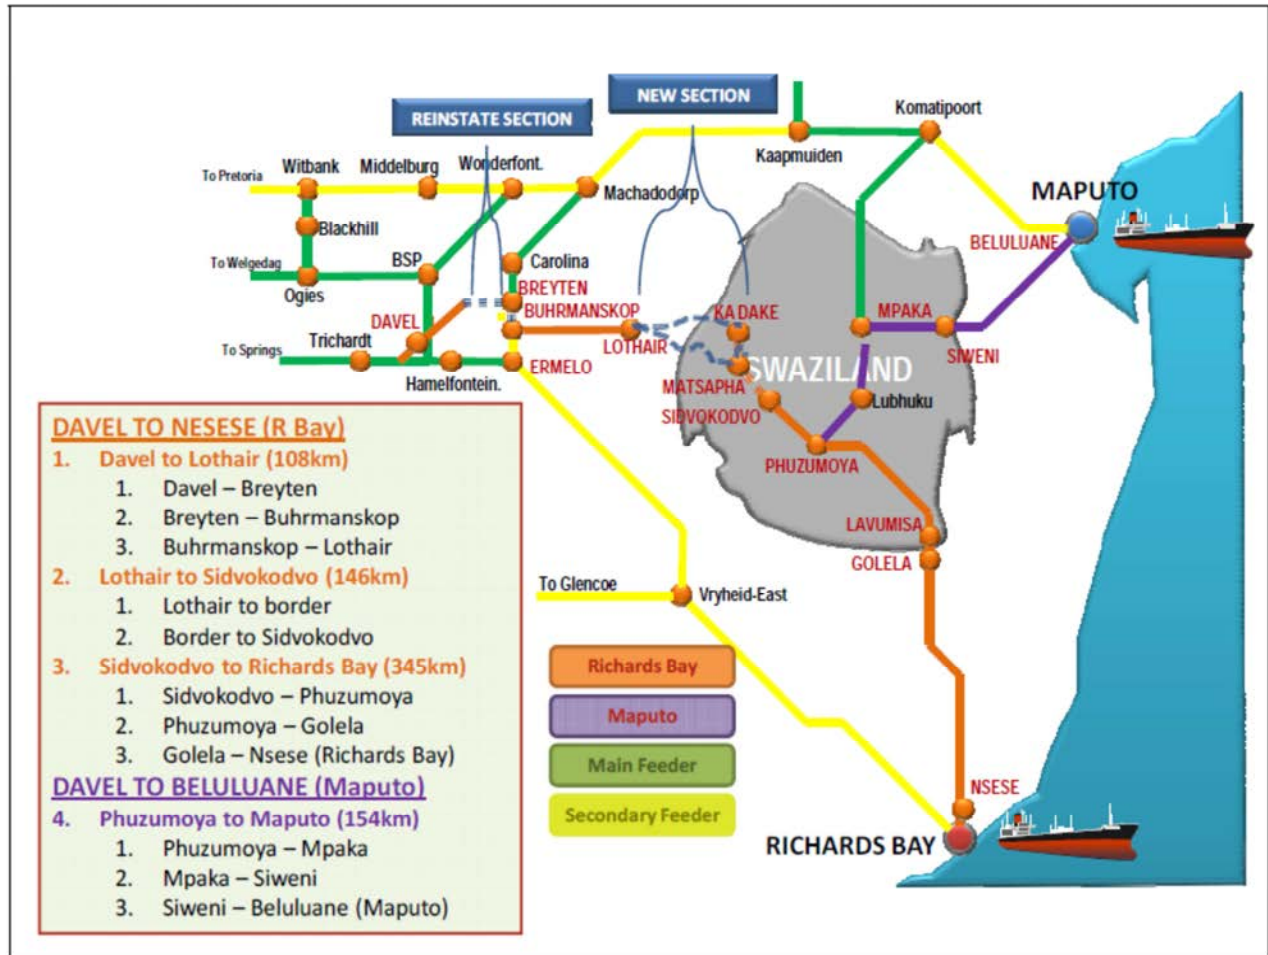 NEW SECTION
REINSTATE SECTION
Komatipoort
Kaapmuiden
To Pretoria
Witbank
Middelburg
Wonderfont.
Machadodorp
MAPUTO
BELULUANE
Blackhill
To Welgedag
Ogies
BSP
Carolina
BREYTEN
BUHRMANSKOP
KA DAKE
MPAKA
DAVEL
LOTHAIR
SIWENI
To Springs
Trichardt
Hamelfontein.
ERMELO
SWAZILAND
MATSAPHA
SIDVOKODVO
Lubhuku
PHUZUMOYA
LAVUMISA
GOLELA
To Glencoe
Vryheid-East
NSESE
RICHARDS BAY
DAVEL TO NESESE (R Bay)
1. Davel to Lothair (108km)
1. Davel – Breyten
2. Breyten – Buhrmanskop
3. Buhrmanskop – Lothair
2. Lothair to Sidvokodvo (146km)
1. Lothair to border
2. Border to Sidvokodvo
3. Sidvokodvo to Richards Bay (345km)
1. Sidvokodvo – Phuzumoya
2. Phuzumoya – Golela
3. Golela – Nsese (Richards Bay)
DAVEL TO BELULUANE (Maputo)
4. Phuzumoya to Maputo (154km)
1. Phuzumoya – Mpaka
2. Mpaka – Siweni
3. Siweni – Beluluane (Maputo)
Richards Bay
Maputo
Main Feeder
Secondary Feeder